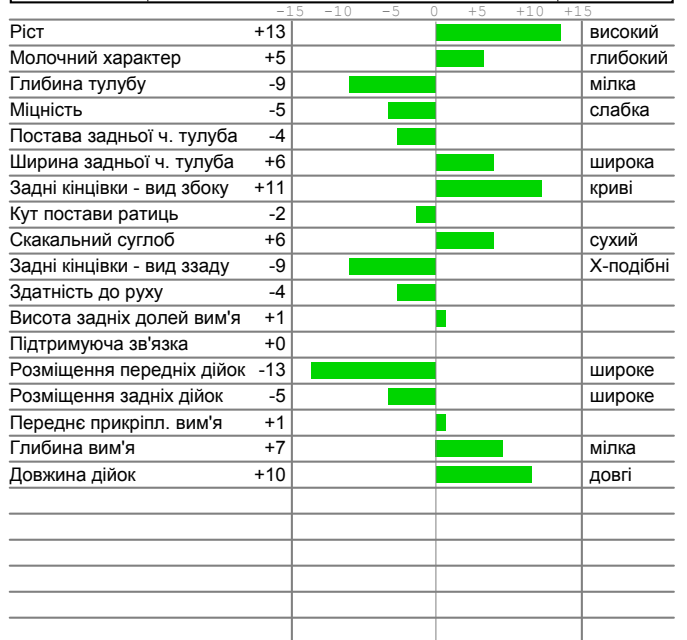 -15 -10 -5 0 +5 +10 +15
Ріст +13 високий
Молочний характер +5 глибокий
Глибина тулубу -9 мілка
Міцність -5 слабка
Постава задньої ч. тулуба -4
Ширина задньої ч. тулуба +6 широка
Задні кінцівки - вид збоку +11 криві
Кут постави ратиць -2
Скакальний суглоб +6 сухий
Задні кінцівки - вид ззаду -9 Х-подібні
Здатність до руху -4
Висота задніх долей вим'я +1
Підтримуюча зв'язка +0
Розміщення передніх дійок -13 широке
Розміщення задніх дійок -5 широке
Переднє прикріпл. вим'я +1
Глибина вим'я +7 мілка
Довжина дійок +10 довгі